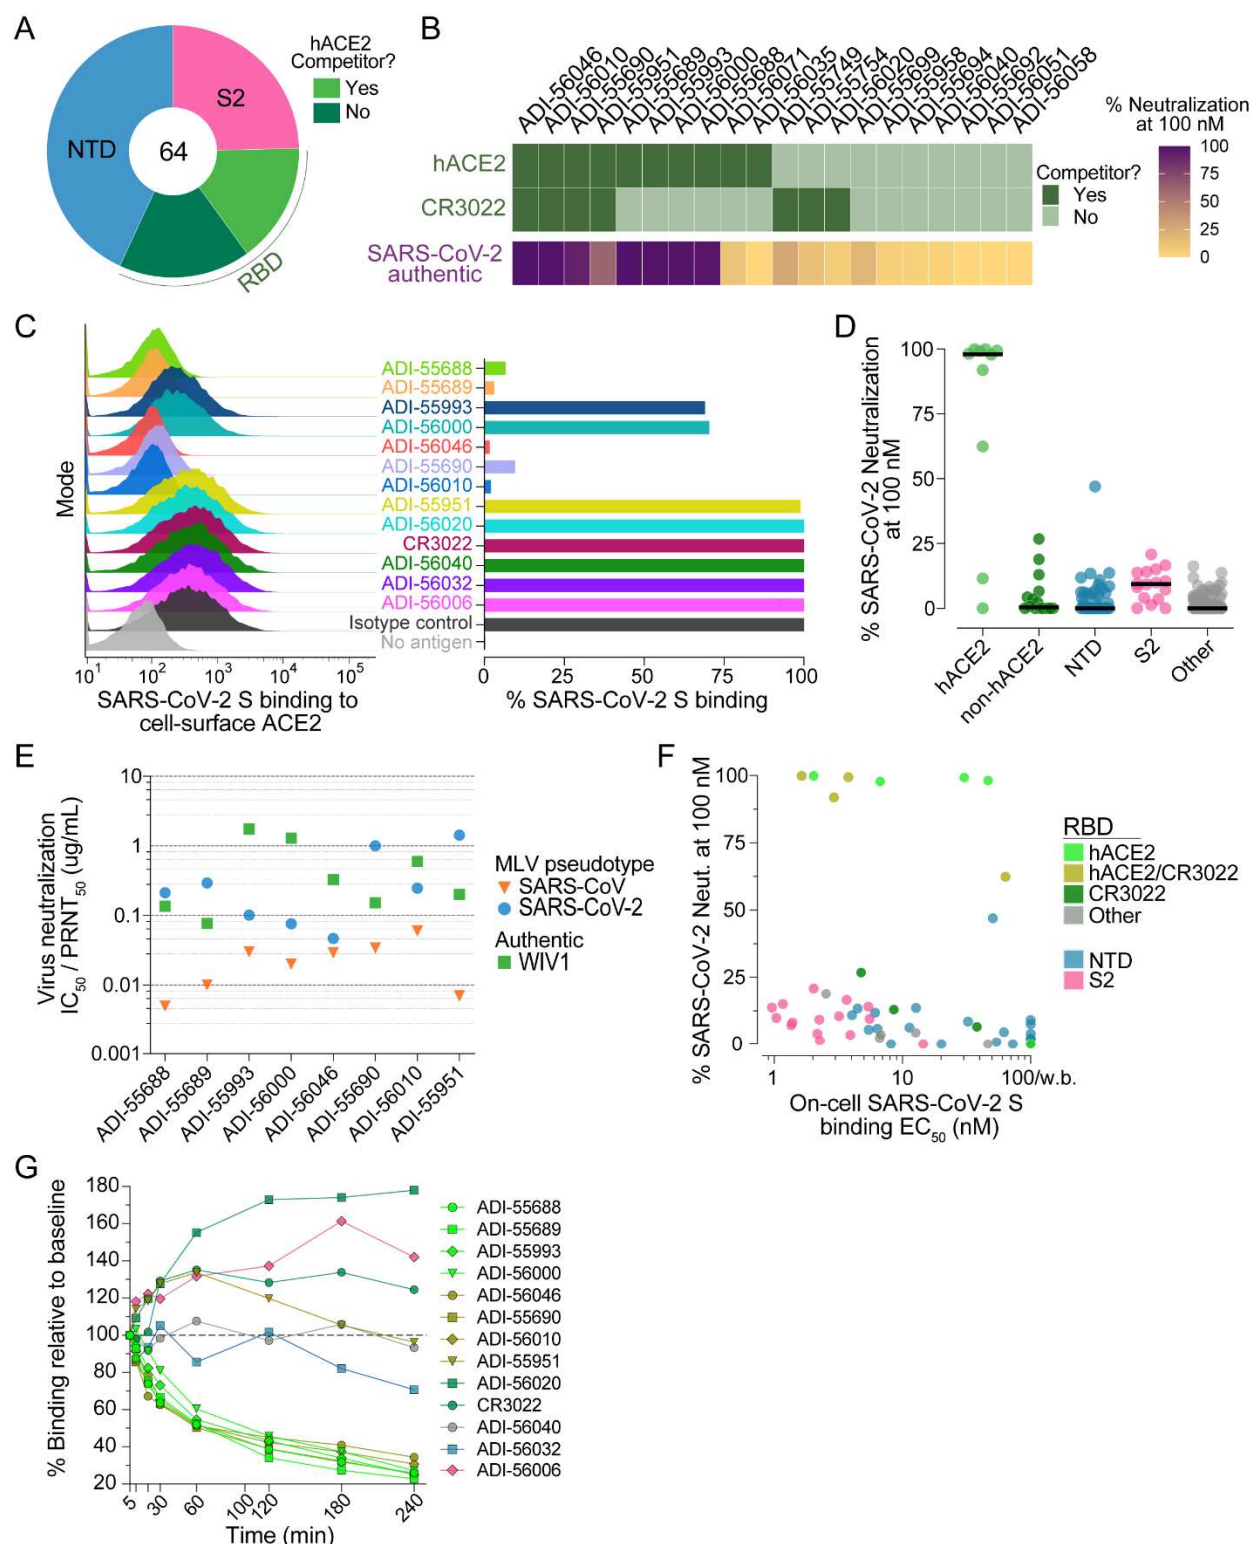 A
NTD
S2
64
RBD
hACE2
Competitor?
Yes
No
B
ADI-56046
ADI-56010
ADI-55690
ADI-55951
ADI-55689
ADI-55993
ADI-56000
ADI-55688
ADI-56071
ADI-56035
ADI-55749
ADI-55754
ADI-56020
ADI-55699
ADI-55958
ADI-55694
ADI-56040
ADI-55692
ADI-56051
ADI-56058
hACE2
CR3022
SARS-CoV-2
authentic
Competitor?
Yes
No
% Neutralization
at 100 nM
100
75
50
25
0
C
Mode
10¹
10²
10³
10⁴
10⁵
SARS-CoV-2 S binding to
cell-surface ACE2
ADI-55688
ADI-55689
ADI-55993
ADI-56000
ADI-56046
ADI-55690
ADI-56010
ADI-55951
ADI-56020
CR3022
ADI-56040
ADI-56032
ADI-56006
Isotype control
No antigen
0
25
50
75
100
% SARS-CoV-2 S binding
D
% SARS-CoV-2 Neutralization
at 100 nM
100
50
25
0
hACE2
non-hACE2
NTD
S2
Other
E
Virus neutralization
IC₅₀ / PRNT₅₀ (ug/mL)
10
1
0.1
0.01
0.001
ADI-55688
ADI-55689
ADI-55993
ADI-56000
ADI-56046
ADI-55690
ADI-56010
ADI-55951
MLV pseudotype
SARS-CoV
SARS-CoV-2
Authentic
WIV1
F
% SARS-CoV-2 Neut. at 100 nM
100
75
50
25
0
1
10
100/w.b.
On-cell SARS-CoV-2 S
binding EC₅₀ (nM)
RBD
hACE2
hACE2/CR3022
CR3022
Other
NTD
S2
G
% Binding relative to baseline
180
160
140
120
100
80
60
40
20
5
30
60
100
120
180
240
Time (min)
ADI-55688
ADI-55689
ADI-55993
ADI-56000
ADI-56046
ADI-55690
ADI-56010
ADI-55951
ADI-56020
CR3022
ADI-56040
ADI-56032
ADI-56006